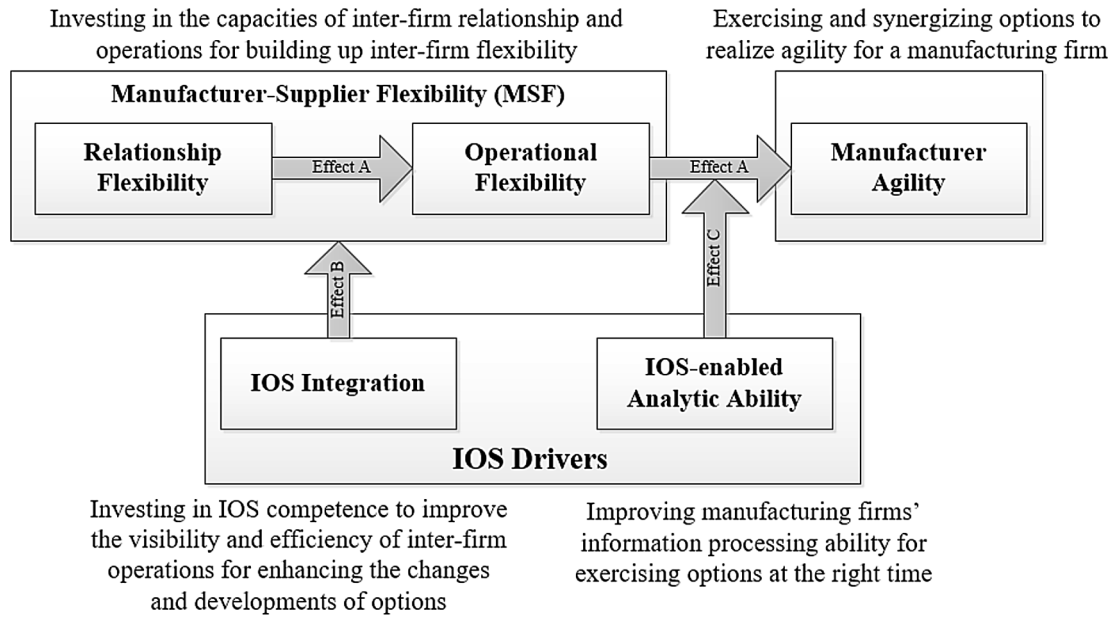 Investing in the capacities of inter-firm relationship and
operations for building up inter-firm flexibility
Exercising and synergizing options to
realize agility for a manufacturing firm
Manufacturer-Supplier Flexibility (MSF)
Relationship
Flexibility
Effect A
Operational
Flexibility
Effect A
Manufacturer
Agility
Effect B
Effect C
IOS Integration
IOS-enabled
Analytic Ability
IOS Drivers
Investing in IOS competence to improve
the visibility and efficiency of inter-firm
operations for enhancing the changes
and developments of options
Improving manufacturing firms’
information processing ability for
exercising options at the right time